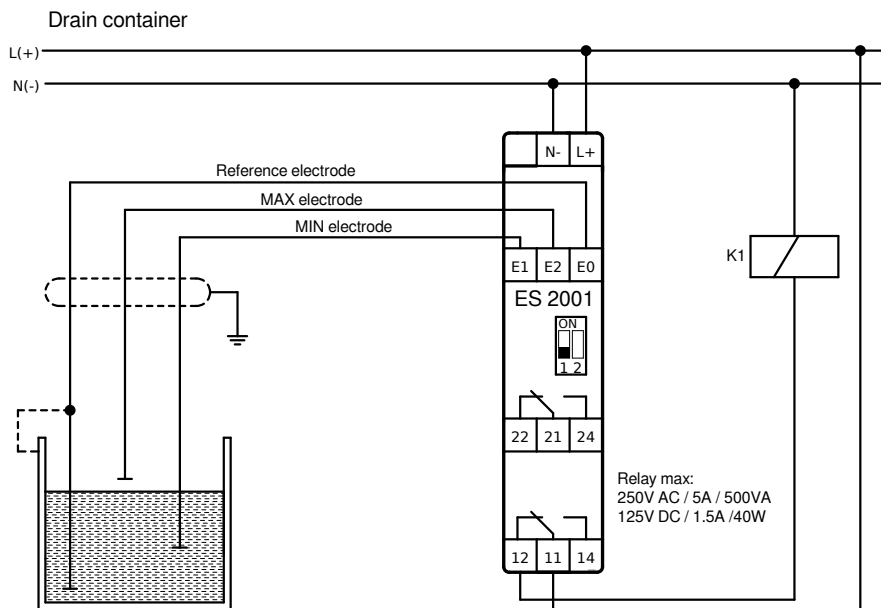 Drain container
L(+)
N(-)
N- L+
Reference electrode
MAX electrode
MIN electrode
E1 E2 E0
K1
ES 2001
ON
1 2
22 21 24
Relay max:
250V AC / 5A / 500VA
125V DC / 1.5A /40W
12 11 14